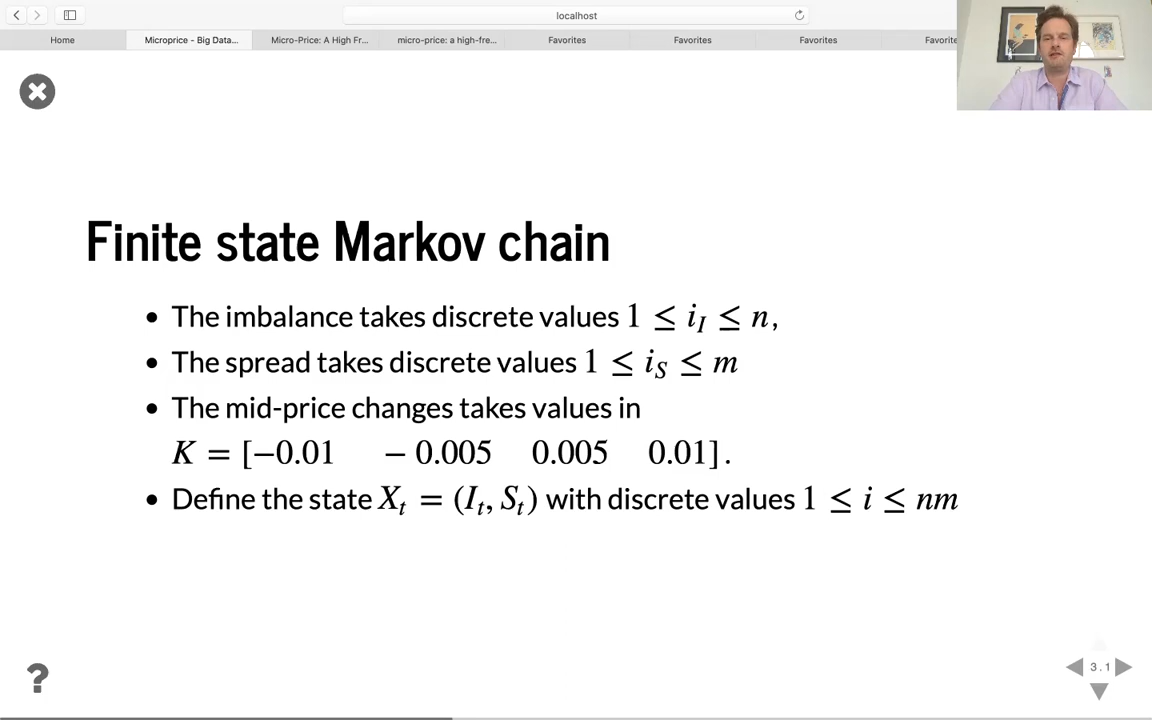 localhost
Home
Microprice - Big Data...
Micro-Price: A High Fr...
micro-price: a high-fre...
Favorites
Favorites
Favorites
Favorite
Finite state Markov chain
• The imbalance takes discrete values 1 ≤ i_I ≤ n,
• The spread takes discrete values 1 ≤ i_S ≤ m
• The mid-price changes takes values in
K = [−0.01 − 0.005 0.005 0.01].
• Define the state X_t = (I_t, S_t) with discrete values 1 ≤ i ≤ nm
?
3.1